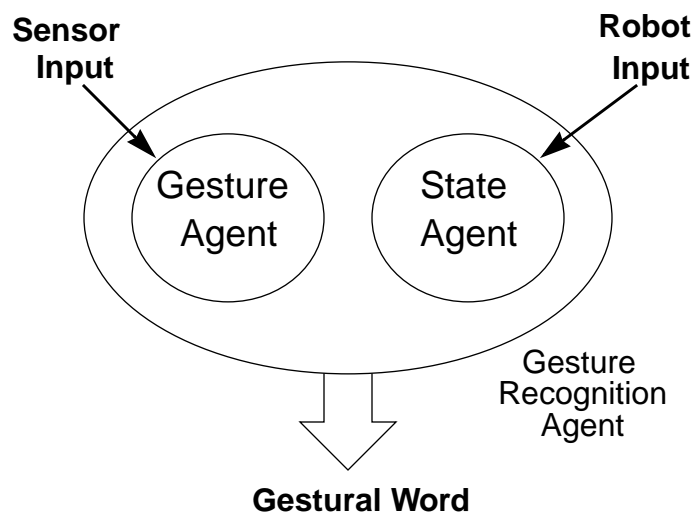 Sensor
Input
Robot
Input
Gesture
Agent
State
Agent
Gesture
Recognition
Agent
Gestural Word